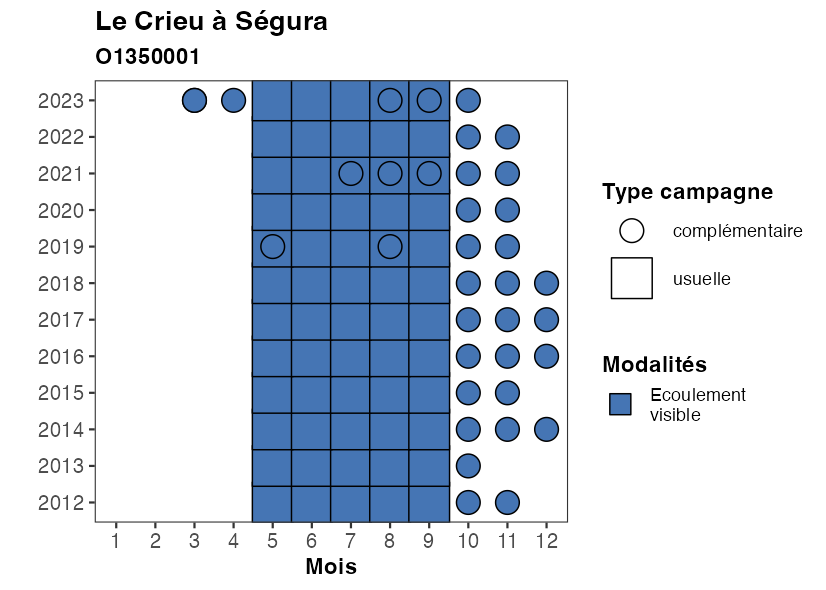 Le Crieu à Ségura
O1350001
2023
2022
2021
2020
2019
2018
2017
2016
2015
2014
2013
2012
1 2 3 4 5 6 7 8 9 10 11 12
Mois
Type campagne
complémentaire
usuelle
Modalités
Ecoulement
visible